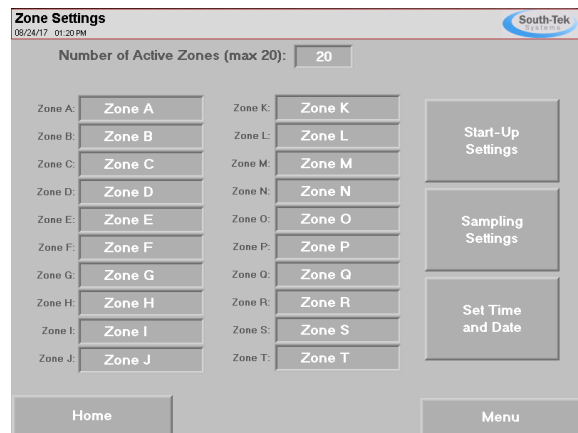 Zone Settings
08/24/17 01:20 PM
South-Tek
Systems
Number of Active Zones (max 20): 20
Zone A: Zone A
Zone B: Zone B
Zone C: Zone C
Zone D: Zone D
Zone E: Zone E
Zone F: Zone F
Zone G: Zone G
Zone H: Zone H
Zone I: Zone I
Zone J: Zone J
Zone K: Zone K
Zone L: Zone L
Zone M: Zone M
Zone N: Zone N
Zone O: Zone O
Zone P: Zone P
Zone Q: Zone Q
Zone R: Zone R
Zone S: Zone S
Zone T: Zone T
Start-Up
Settings
Sampling
Settings
Set Time
and Date
Home
Menu